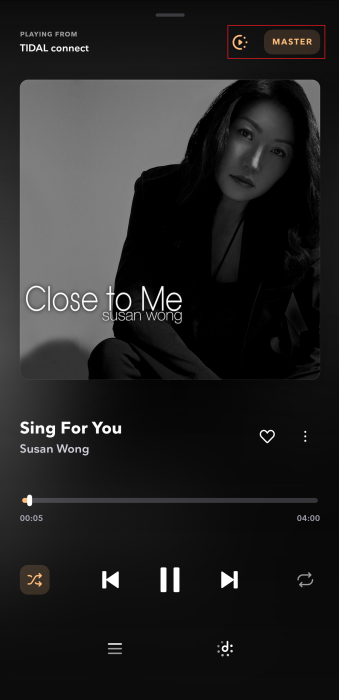 PLAYING FROM
TIDAL connect
MASTER
Close to Me
susan wong
Sing For You
Susan Wong
00:05
04:00